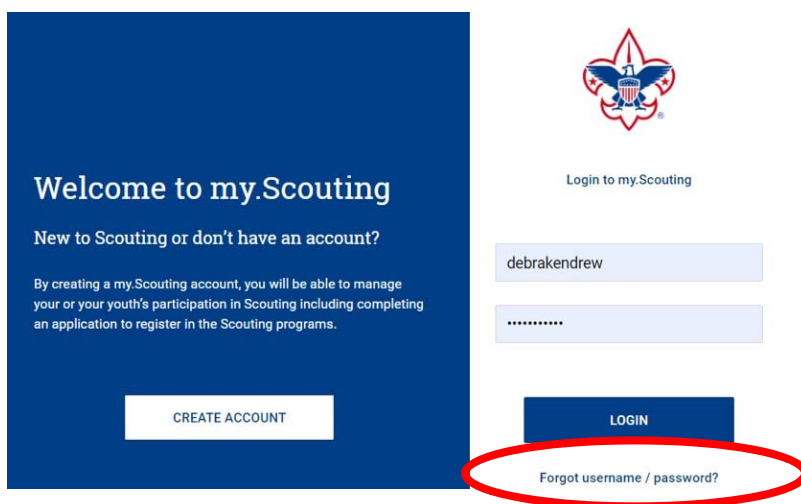 Welcome to my.Scouting
New to Scouting or don't have an account?
By creating a my.Scouting account, you will be able to manage
your or your youth's participation in Scouting including completing
an application to register in the Scouting programs.
CREATE ACCOUNT
®
Login to my.Scouting
debrakendrew
•••••••••••
LOGIN
Forgot username / password?